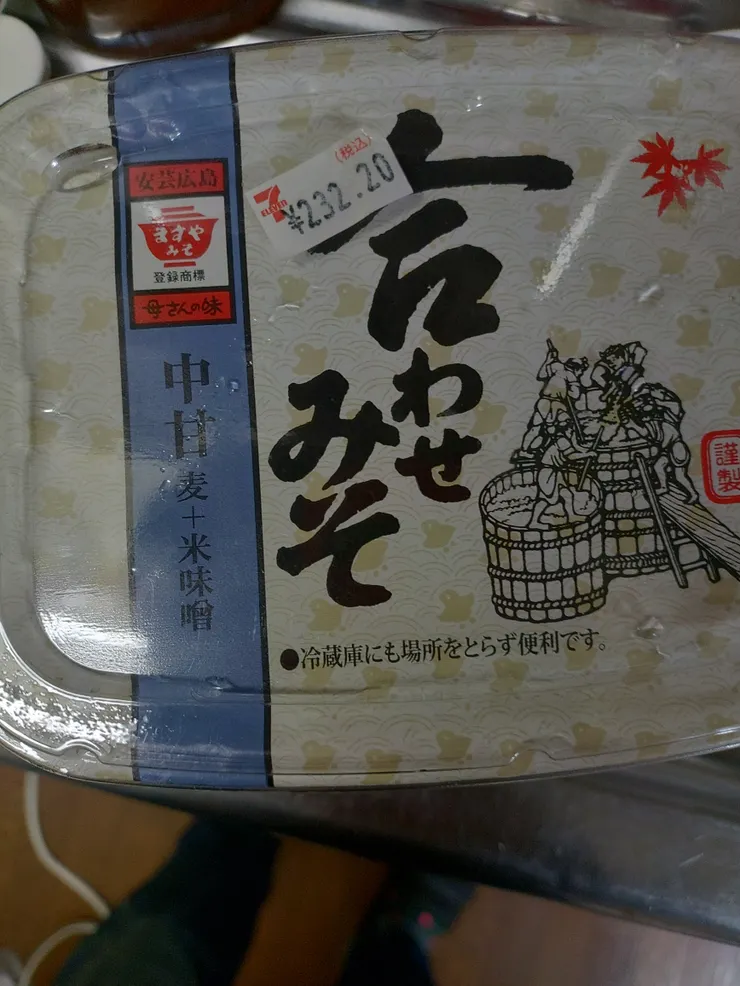 安芸広島
ますや
みそ
登録商標
母さんの味
中甘
麦+米味噌
(税込)
7
ELEVEN
¥232.20
合わせ
みそ
謹製
●冷蔵庫にも場所をとらず便利です。